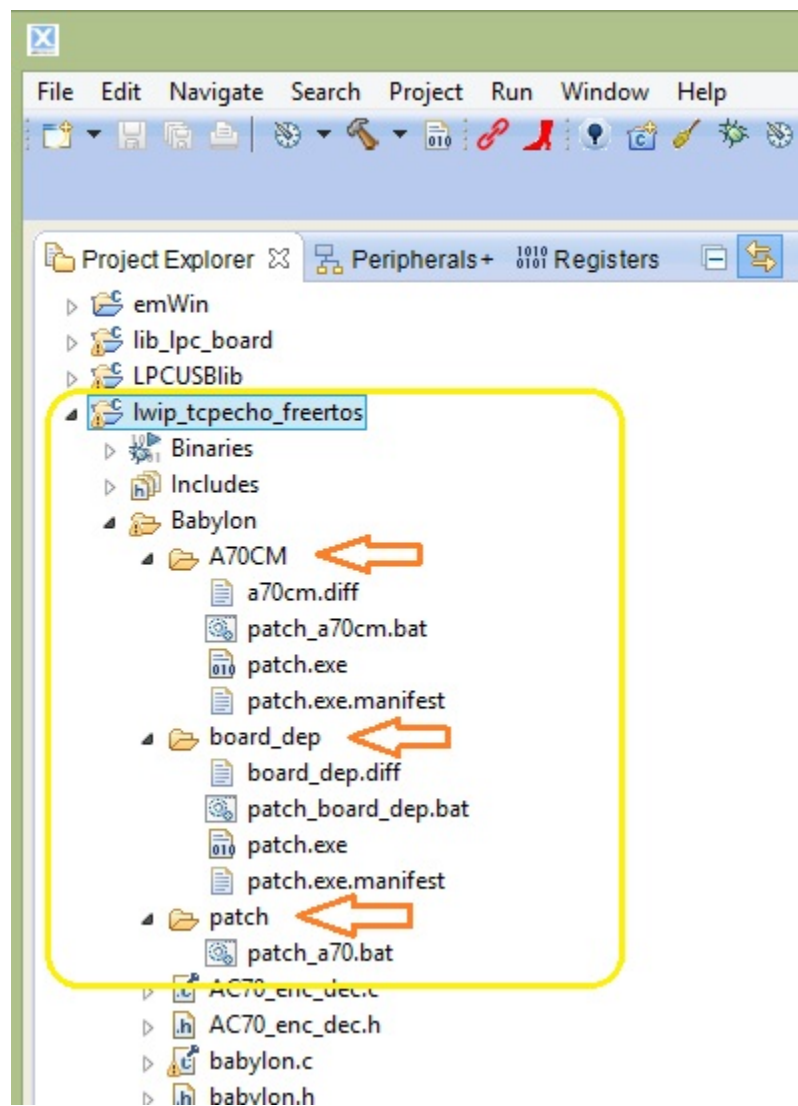 File Edit Navigate Search Project Run Window Help
Project Explorer Peripherals+ Registers
emWin
lib_lpc_board
LPCUSBlib
lwip_tcpecho_freertos
Binaries
Includes
Babylon
A70CM
a70cm.diff
patch_a70cm.bat
patch.exe
patch.exe.manifest
board_dep
board_dep.diff
patch_board_dep.bat
patch.exe
patch.exe.manifest
patch
patch_a70.bat
AC70_enc_dec.c
AC70_enc_dec.h
babylon.c
babylon.h